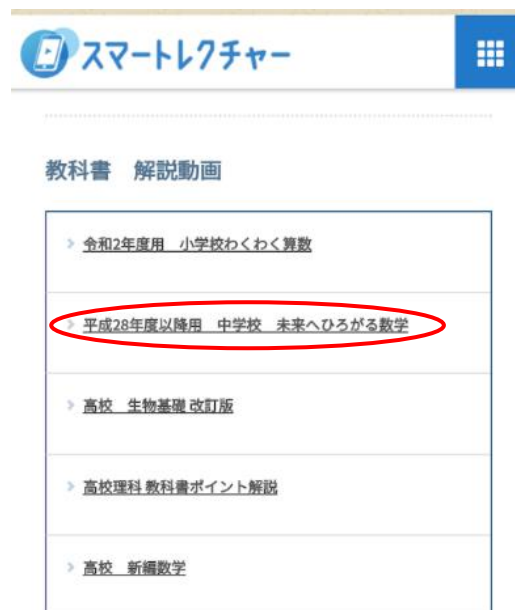 スマートレクチャー
教科書　解説動画
令和2年度用　小学校わくわく算数
平成28年度以降用　中学校　未来へひろがる数学
高校　生物基礎 改訂版
高校理科 教科書ポイント解説
高校　新編数学